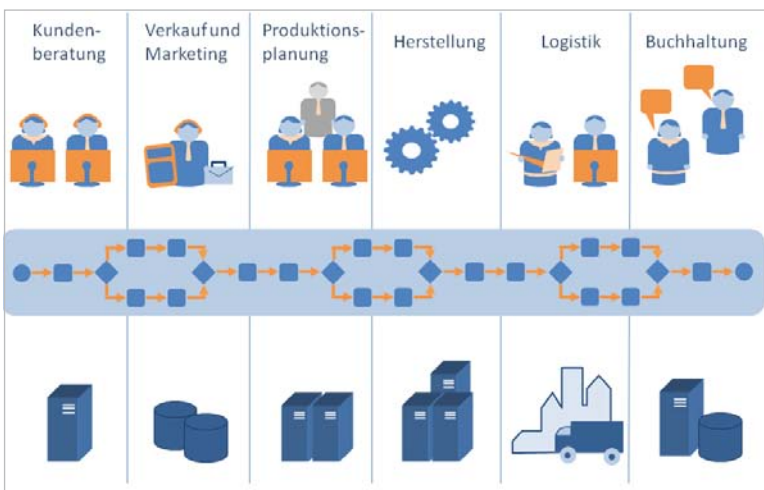 Kunden-
beratung
Verkauf und
Marketing
Produktions-
planung
Herstellung
Logistik
Buchhaltung